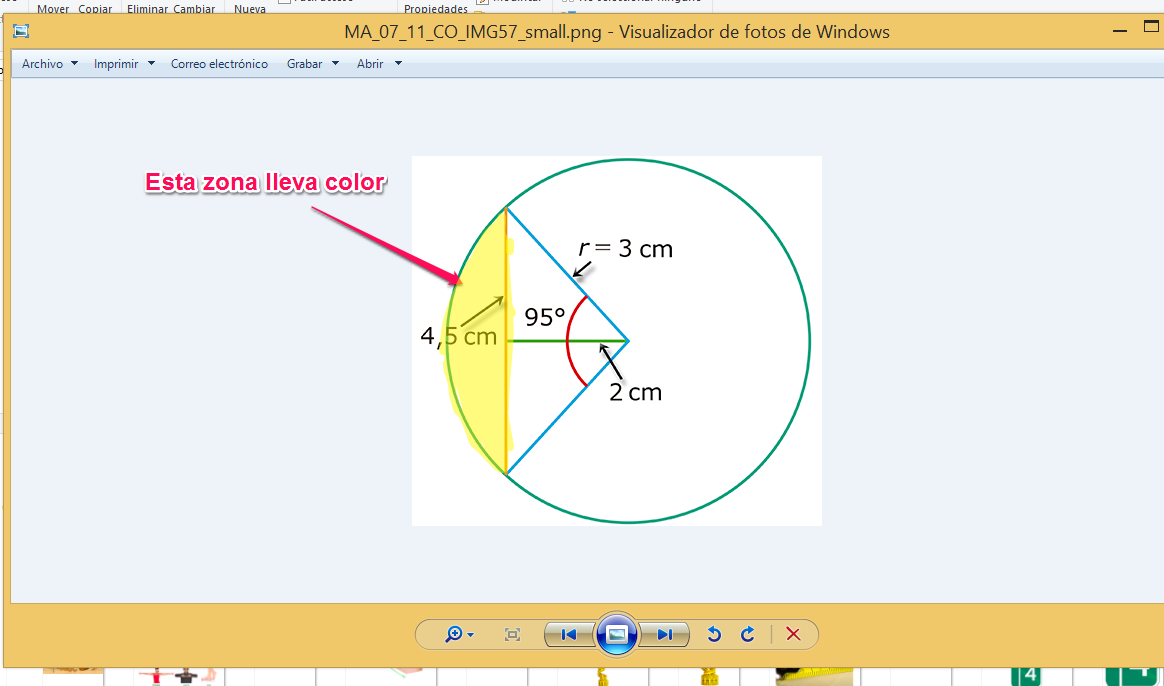 Mover Copiar Eliminar Cambiar Nueva Propiedades
MA_07_11_CO_IMG57_small.png - Visualizador de fotos de Windows
Archivo Imprimir Correo electrónico Grabar Abrir
Esta zona lleva color
r = 3 cm
95°
4,5 cm
2 cm
4